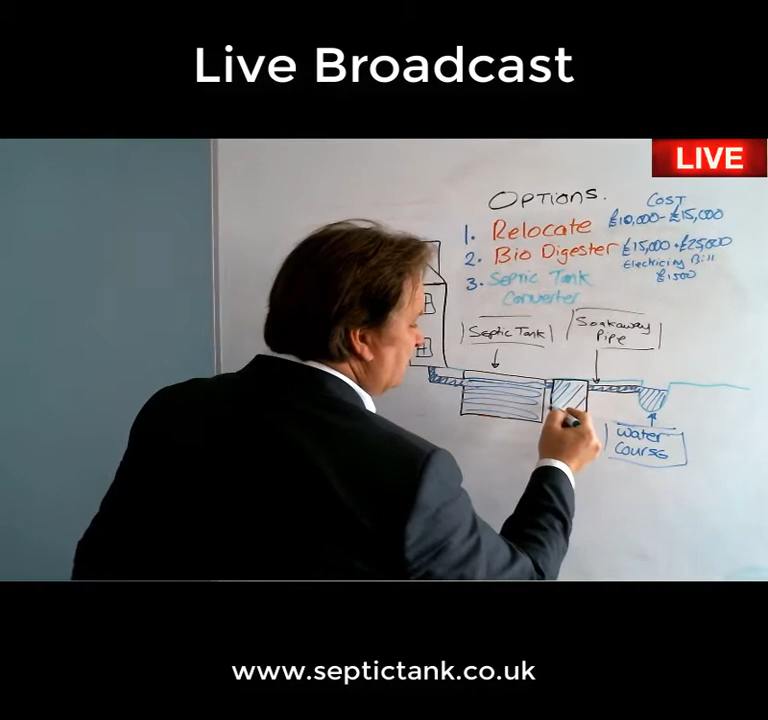 Live Broadcast
LIVE
OPTIONS.
COST
1. Relocate £10,000-£15,000
2. Bio Digester £15,000-£25,000
Electricity Bill
£1500
3. Septic Tank
Converter
Septic Tank
Soakaway
Pipe
Water
Course
www.septictank.co.uk